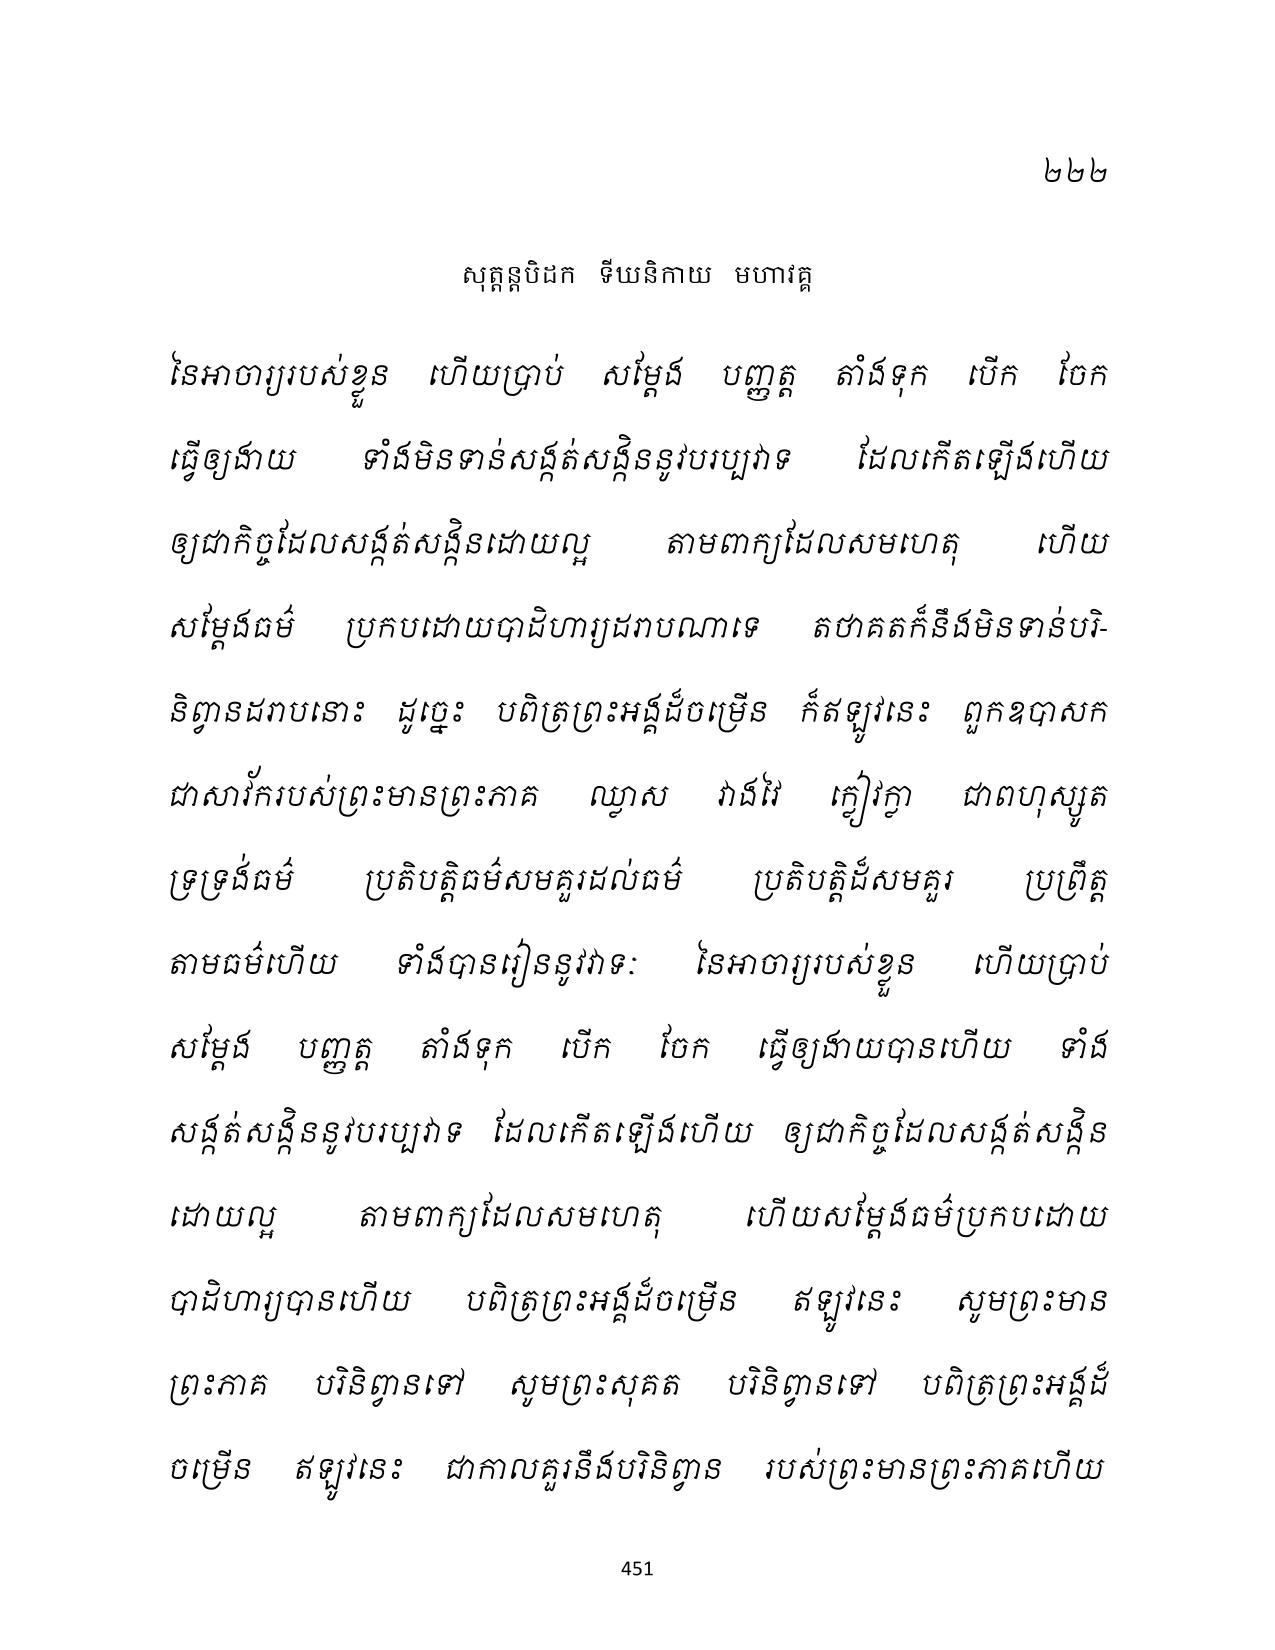 ២២២
សុត្តន្តបិដក ទីឃនិកាយ មហាវគ្គ
នៃអាចារ្យរបស់ខ្លួន ហើយប្រាប់ សម្តែង បញ្ញត្ត តាំងទុក បើក ចែក
ធ្វើឲ្យងាយ ទាំងមិនទាន់សង្កត់សង្កិននូវបរប្បវាទ ដែលកើតឡើងហើយ
ឲ្យជាកិច្ចដែលសង្កត់សង្កិនដោយល្អ តាមពាក្យដែលសមហេតុ ហើយ
សម្តែងធម៌ ប្រកបដោយបាដិហារ្យដរាបណាទេ តថាគតក៏នឹងមិនទាន់បរិ-
និព្វានដរាបនោះ ដូច្នេះ បពិត្រព្រះអង្គដ៏ចម្រើន ក៏ឥឡូវនេះ ពួកឧបាសក
ជាសាវ័ករបស់ព្រះមានព្រះភាគ ឈ្លាស វាងវៃ ក្លៀវក្លា ជាពហុស្សូត
ទ្រទ្រង់ធម៌ ប្រតិបត្តិធម៌សមគួរដល់ធម៌ ប្រតិបត្តិដ៏សមគួរ ប្រព្រឹត្ត
តាមធម៌ហើយ ទាំងបានរៀននូវវាទៈ នៃអាចារ្យរបស់ខ្លួន ហើយប្រាប់
សម្តែង បញ្ញត្ត តាំងទុក បើក ចែក ធ្វើឲ្យងាយបានហើយ ទាំង
សង្កត់សង្កិននូវបរប្បវាទ ដែលកើតឡើងហើយ ឲ្យជាកិច្ចដែលសង្កត់សង្កិន
ដោយល្អ តាមពាក្យដែលសមហេតុ ហើយសម្តែងធម៌ប្រកបដោយ
បាដិហារ្យបានហើយ បពិត្រព្រះអង្គដ៏ចម្រើន ឥឡូវនេះ សូមព្រះមាន
ព្រះភាគ បរិនិព្វានទៅ សូមព្រះសុគត បរិនិព្វានទៅ បពិត្រព្រះអង្គដ៏
ចម្រើន ឥឡូវនេះ ជាកាលគួរនឹងបរិនិព្វាន របស់ព្រះមានព្រះភាគហើយ
451